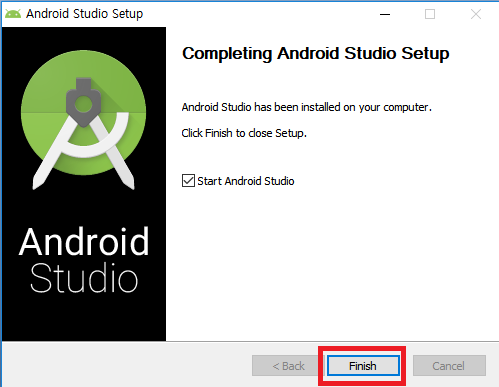 Android Studio Setup
Completing Android Studio Setup
Android Studio has been installed on your computer.
Click Finish to close Setup.
Start Android Studio
Android
Studio
< Back
Finish
Cancel